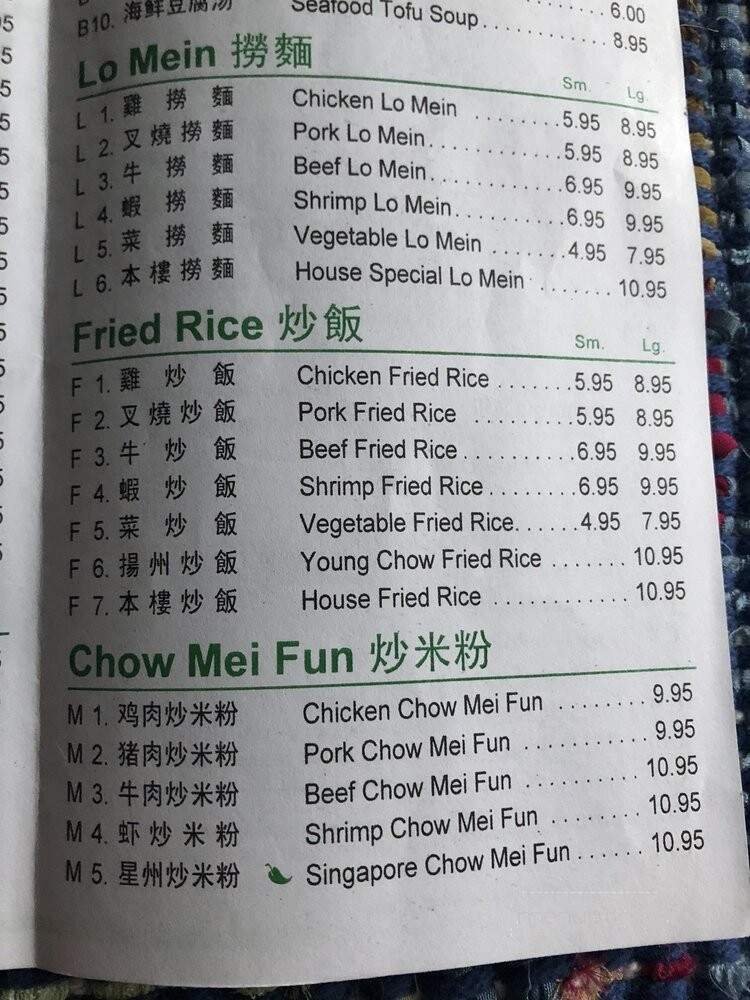 6.00
B10. 海鮮豆腐汤 Seafood Tofu Soup . . . . . . . . . . . . 8.95
Lo Mein 撈麵
Sm. Lg.
L 1. 雞撈麵 Chicken Lo Mein . . . . . . . . 5.95 8.95
L 2. 叉燒撈麵 Pork Lo Mein. . . . . . . . . . . . 5.95 8.95
L 3. 牛撈麵 Beef Lo Mein. . . . . . . . . . . . 6.95 9.95
L 4. 蝦撈麵 Shrimp Lo Mein. . . . . . . . . 6.95 9.95
L 5. 菜撈麵 Vegetable Lo Mein . . . . . . . 4.95 7.95
L 6. 本樓撈麵 House Special Lo Mein . . . . . . . . 10.95
Fried Rice 炒飯
Sm. Lg.
F 1. 雞炒飯 Chicken Fried Rice . . . . . . . 5.95 8.95
F 2. 叉燒炒飯 Pork Fried Rice . . . . . . . . . 5.95 8.95
F 3. 牛炒飯 Beef Fried Rice . . . . . . . . . . 6.95 9.95
F 4. 蝦炒飯 Shrimp Fried Rice . . . . . . . . 6.95 9.95
F 5. 菜炒飯 Vegetable Fried Rice. . . . . . 4.95 7.95
F 6. 揚州炒飯 Young Chow Fried Rice . . . . . . . 10.95
F 7. 本樓炒飯 House Fried Rice . . . . . . . . . . . . 10.95
Chow Mei Fun 炒米粉
M 1. 鸡肉炒米粉 Chicken Chow Mei Fun . . . . . . . . 9.95
M 2. 猪肉炒米粉 Pork Chow Mei Fun . . . . . . . . . . . 9.95
M 3. 牛肉炒米粉 Beef Chow Mei Fun . . . . . . . . . . 10.95
M 4. 虾炒米粉 Shrimp Chow Mei Fun . . . . . . . . 10.95
M 5. 星州炒米粉 Singapore Chow Mei Fun . . . . . . 10.95